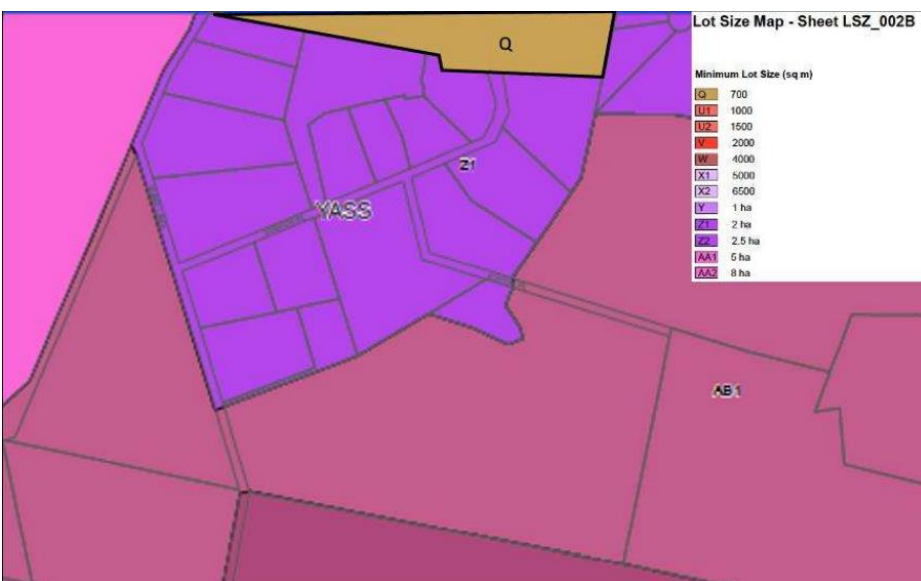 Lot Size Map - Sheet LSZ_002B
Q
Minimum Lot Size (sq m)
Q 700
U1 1000
U2 1500
V 2000
W 4000
X1 5000
X2 6500
Y 1 ha
Z1 2 ha
Z2 2.5 ha
AA1 5 ha
AA2 8 ha
Z1
YASS
AB1